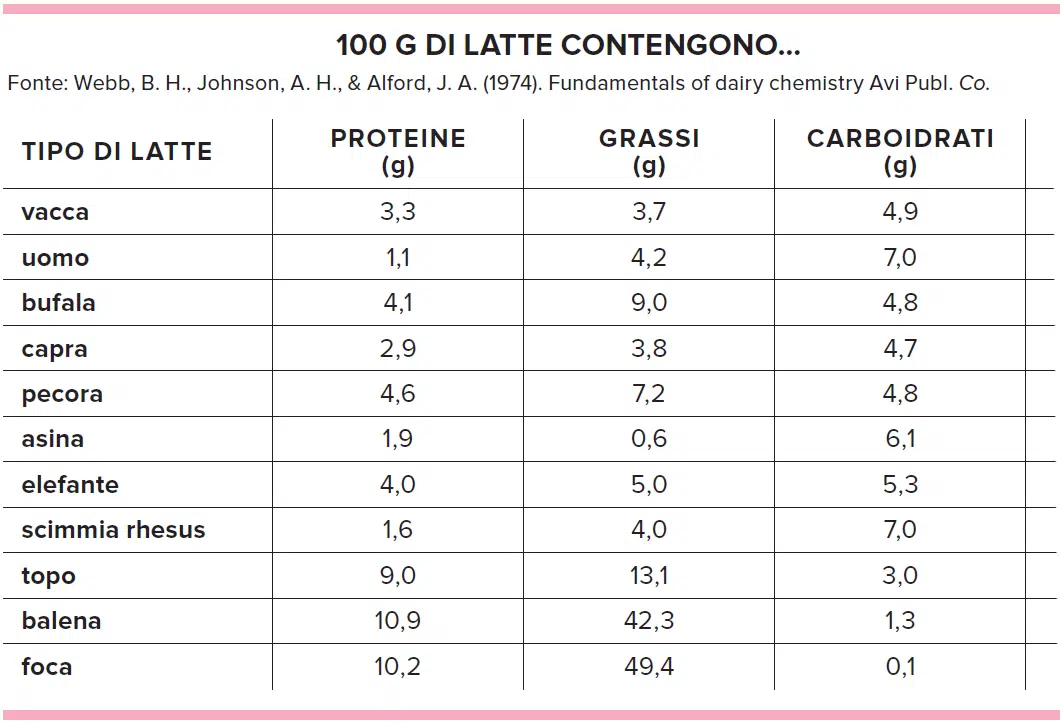 100 G DI LATTE CONTENGONO...
Fonte: Webb, B. H., Johnson, A. H., & Alford, J. A. (1974). Fundamentals of dairy chemistry Avi Publ. Co.
TIPO DI LATTE PROTEINE (g) GRASSI (g) CARBOIDRATI (g)
vacca 3,3 3,7 4,9
uomo 1,1 4,2 7,0
bufala 4,1 9,0 4,8
capra 2,9 3,8 4,7
pecora 4,6 7,2 4,8
asina 1,9 0,6 6,1
elefante 4,0 5,0 5,3
scimmia rhesus 1,6 4,0 7,0
topo 9,0 13,1 3,0
balena 10,9 42,3 1,3
foca 10,2 49,4 0,1